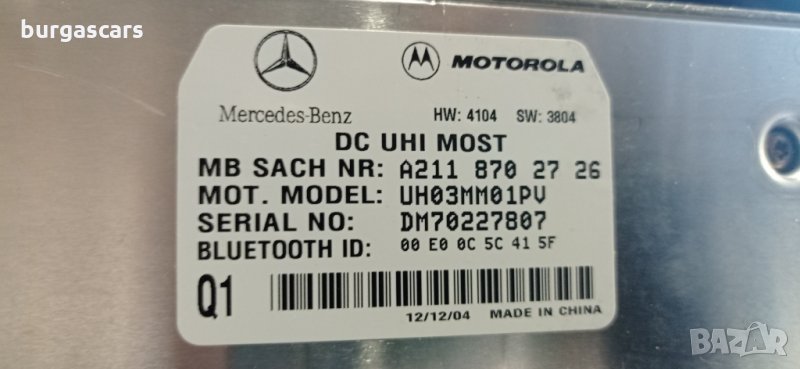 burgascars
MOTOROLA
Mercedes-Benz HW: 4104 SW: 3804
DC UHI MOST
MB SACH NR: A211 870 27 26
MOT. MODEL: UH03MM01PV
SERIAL NO: DM70227807
BLUETOOTH ID: 00 E0 0C 5C 41 5F
Q1
12/12/04 MADE IN CHINA
BAZAR